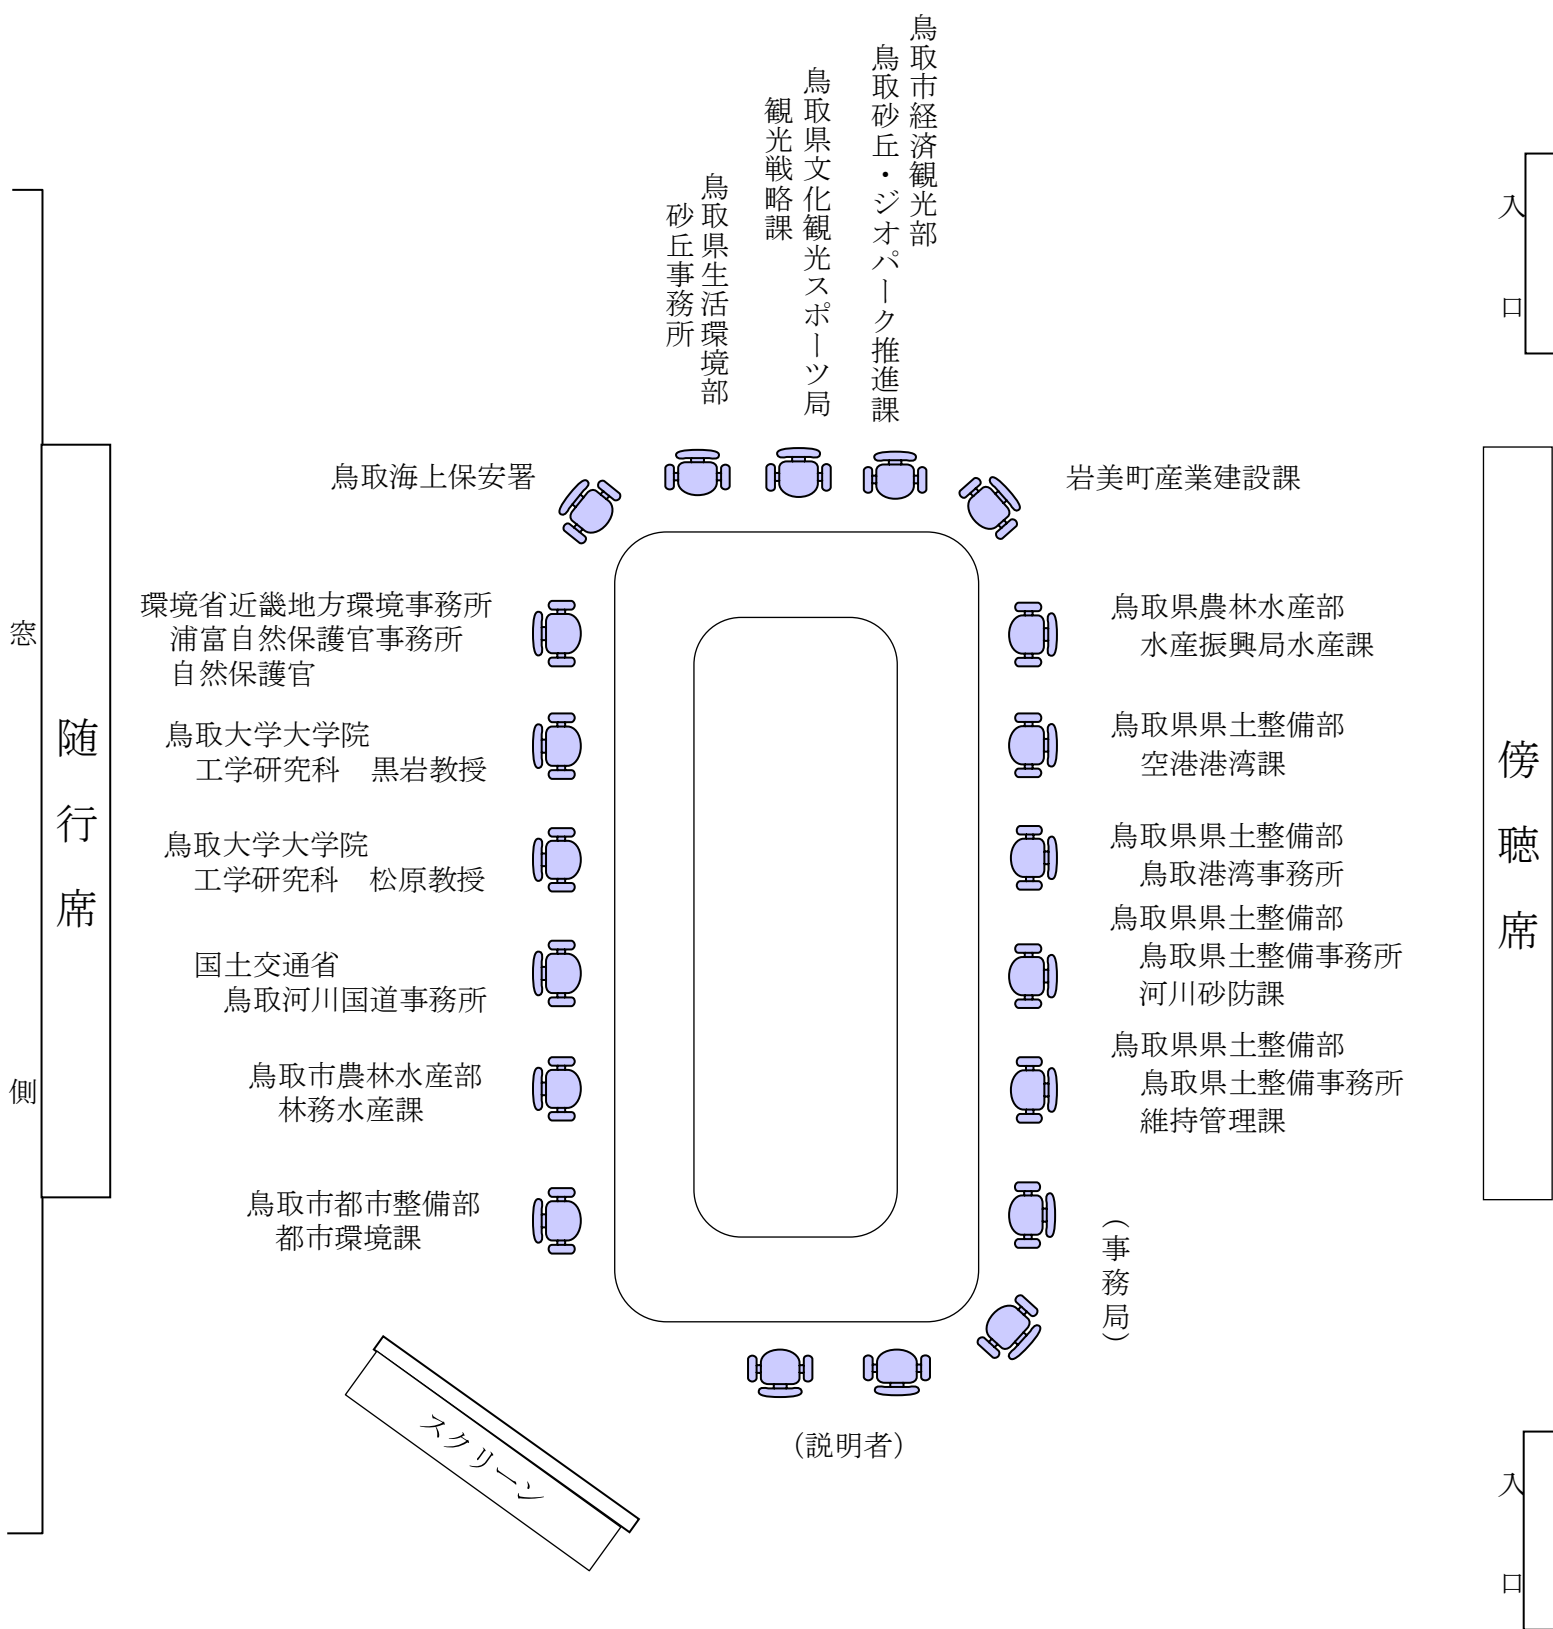 鳥取市経済観光部
鳥取砂丘・ジオパーク推進課
鳥取県文化観光スポーツ局
観光戦略課
鳥取県生活環境部
砂丘事務所
鳥取海上保安署
岩美町産業建設課
環境省近畿地方環境事務所
浦富自然保護官事務所
自然保護官
鳥取大学大学院
工学研究科　黒岩教授
鳥取大学大学院
工学研究科　松原教授
国土交通省
鳥取河川国道事務所
鳥取市農林水産部
林務水産課
鳥取市都市整備部
都市環境課
鳥取県農林水産部
水産振興局水産課
鳥取県県土整備部
空港港湾課
鳥取県県土整備部
鳥取港湾事務所
鳥取県県土整備部
鳥取県土整備事務所
河川砂防課
鳥取県県土整備部
鳥取県土整備事務所
維持管理課
（事務局）
（説明者）
スクリーン
窓側
随行席
傍聴席
入口
入口